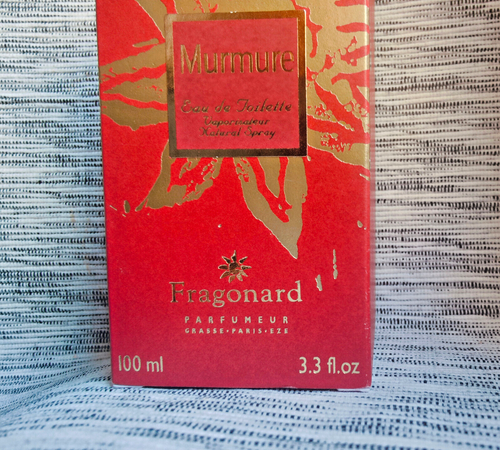 Murmure
Eau de Toilette
Vaporisateur
Natural Spray
Fragonard
PARFUMEUR
GRASSE•PARIS•EZE
100 ml
3.3 fl.oz